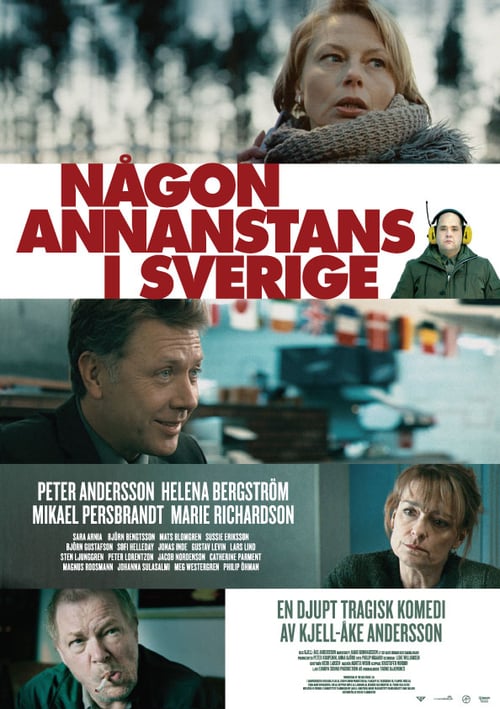 NÅGON
ANNANSTANS
I SVERIGE
PETER ANDERSSON HELENA BERGSTRÖM
MIKAEL PERSBRANDT MARIE RICHARDSON
SARA ARNIA BJÖRN BENGTSSON MATS BLOMGREN SUSSIE ERIKSSON
BJÖRN GUSTAFSON SOFI HELLEDAY JONAS INDE GUSTAV LEVIN LARS LIND
STEN LJUNGGREN PETER LORENTZON JACOB NORDENSON CATHERINE PARMENT
MAGNUS ROOSMANN JOHANNA SULASALMI MEG WESTERGREN PHILIP ÖHMAN
EN DJUPT TRAGISK KOMEDI
AV KJELL-ÅKE ANDERSSON